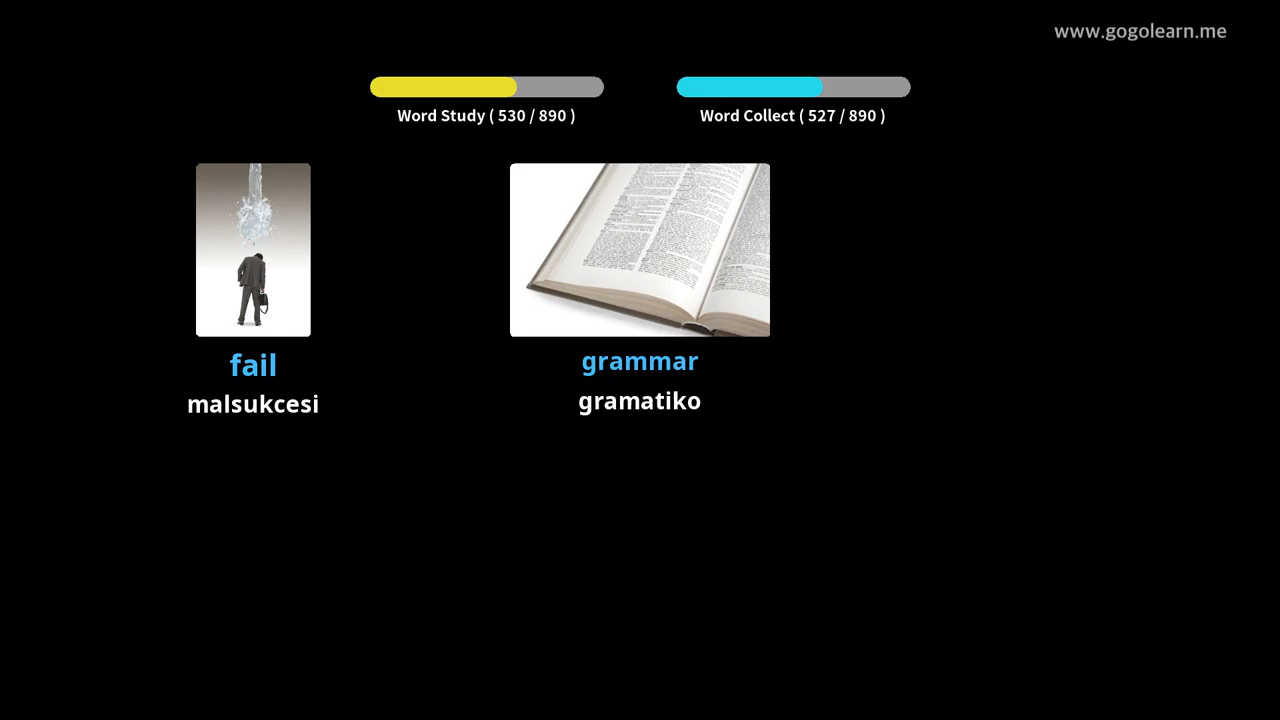 www.gogolearn.me
Word Study ( 530 / 890 )
Word Collect ( 527 / 890 )
fail
malsukcesi
grammar
gramatiko